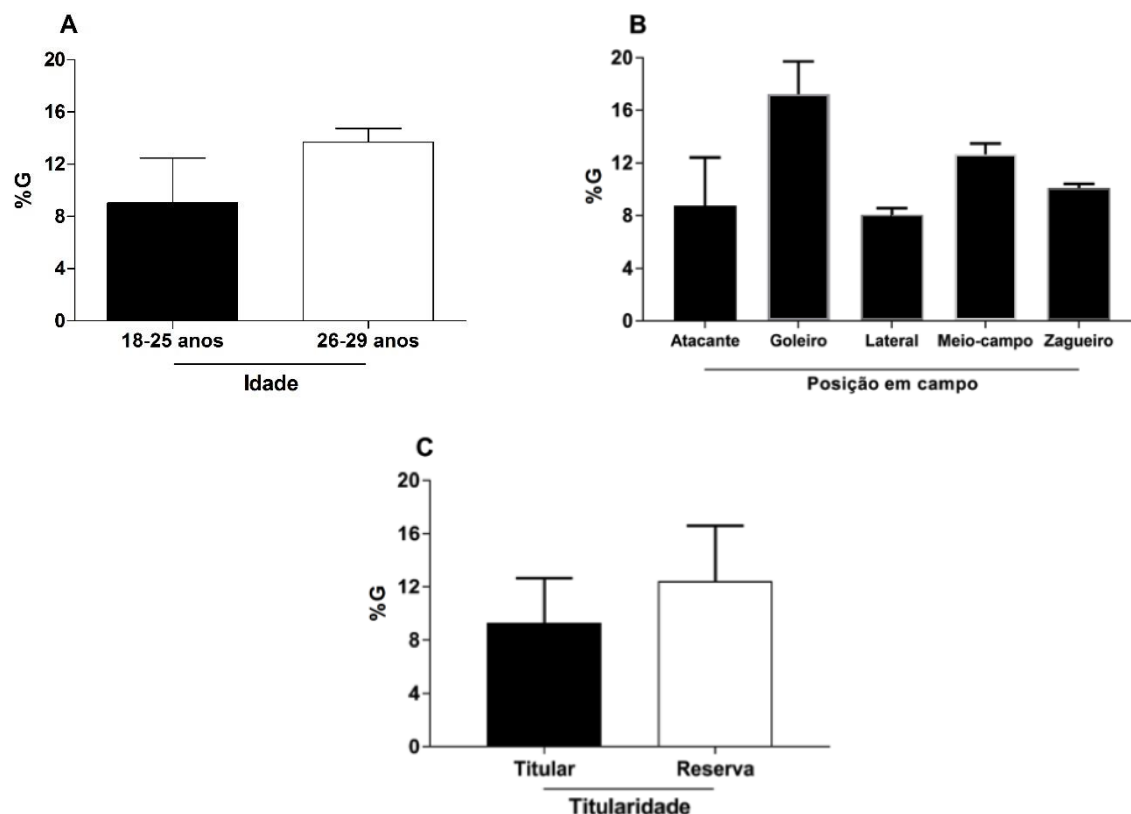 A
%G
20
16
12
8
4
0
18-25 anos 26-29 anos
Idade
B
%G
20
16
12
8
4
0
Atacante Goleiro Lateral Meio-campo Zagueiro
Posição em campo
C
%G
20
16
12
8
4
0
Titular Reserva
Titularidade